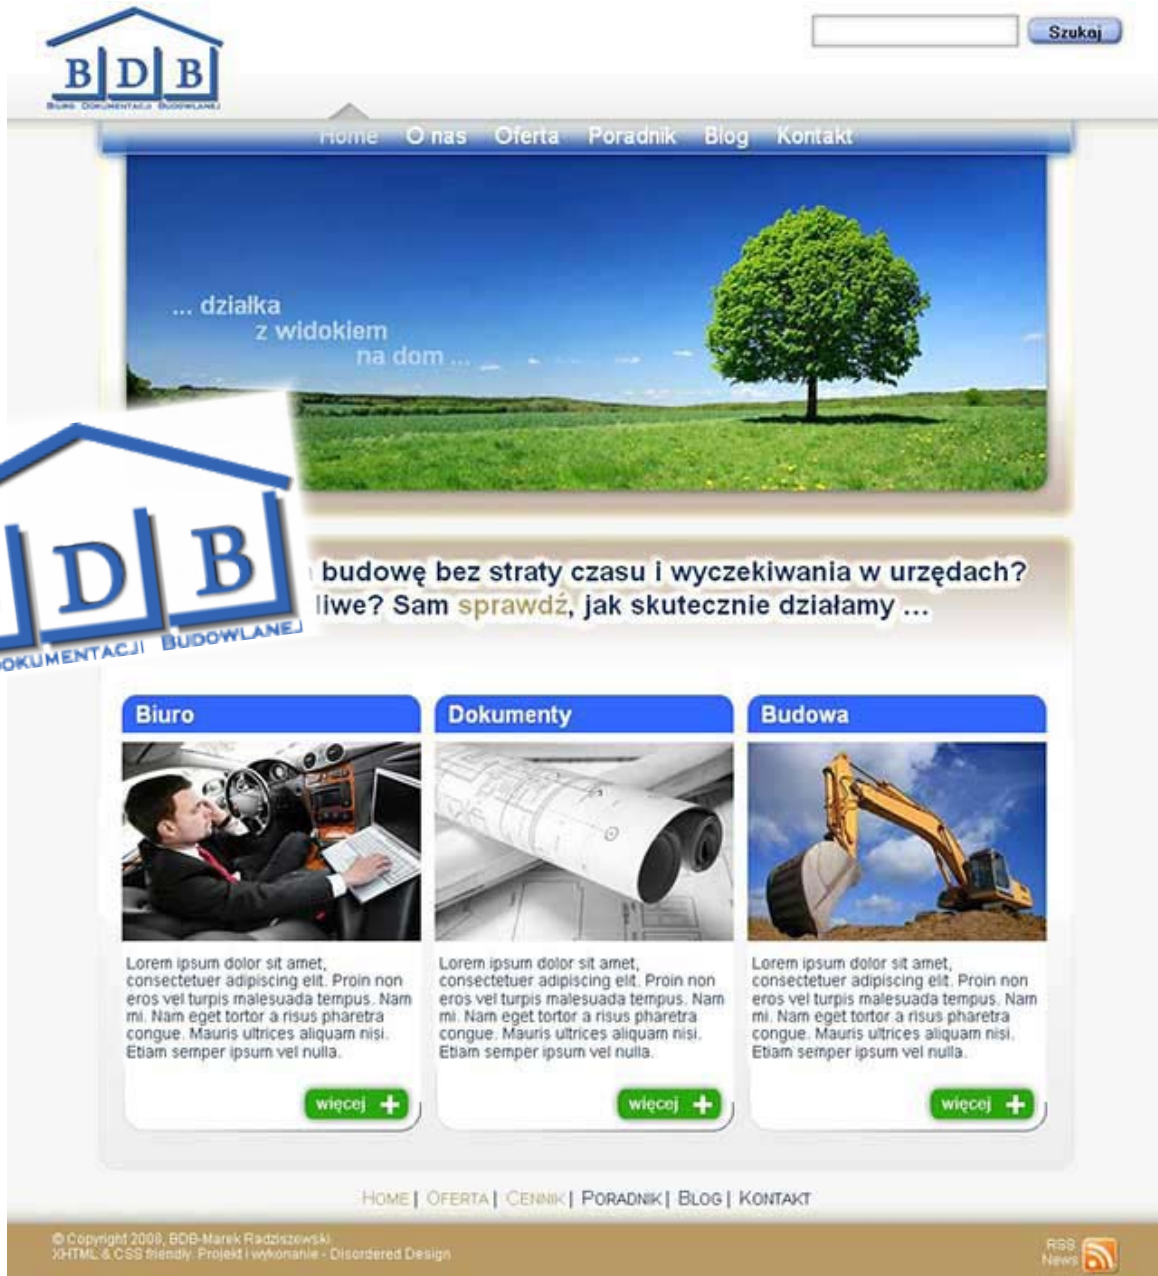 B D B
Biuro Dokumentacji Budowlanej
Szukaj
Home O nas Oferta Poradnik Blog Kontakt
... działka
z widokiem
na dom ...
D B
Dokumentacji Budowlanej
budowę bez straty czasu i wyczekiwania w urzędach?
liwe? Sam sprawdź, jak skutecznie działamy ...
Biuro
Lorem ipsum dolor sit amet,
consectetuer adipiscing elit. Proin non
eros vel turpis malesuada tempus. Nam
mi. Nam eget tortor a risus pharetra
congue. Mauris ultrices aliquam nisi.
Etiam semper ipsum vel nulla.
więcej +
Dokumenty
Lorem ipsum dolor sit amet,
consectetuer adipiscing elit. Proin non
eros vel turpis malesuada tempus. Nam
mi. Nam eget tortor a risus pharetra
congue. Mauris ultrices aliquam nisi.
Etiam semper ipsum vel nulla.
więcej +
Budowa
Lorem ipsum dolor sit amet,
consectetuer adipiscing elit. Proin non
eros vel turpis malesuada tempus. Nam
mi. Nam eget tortor a risus pharetra
congue. Mauris ultrices aliquam nisi.
Etiam semper ipsum vel nulla.
więcej +
Home | Oferta | Cennik | Poradnik | Blog | Kontakt
© Copyright 2008, BDB-Marek Radziszewski.
XHTML & CSS friendly. Projekt i wykonanie - Disordered Design
RSS
News